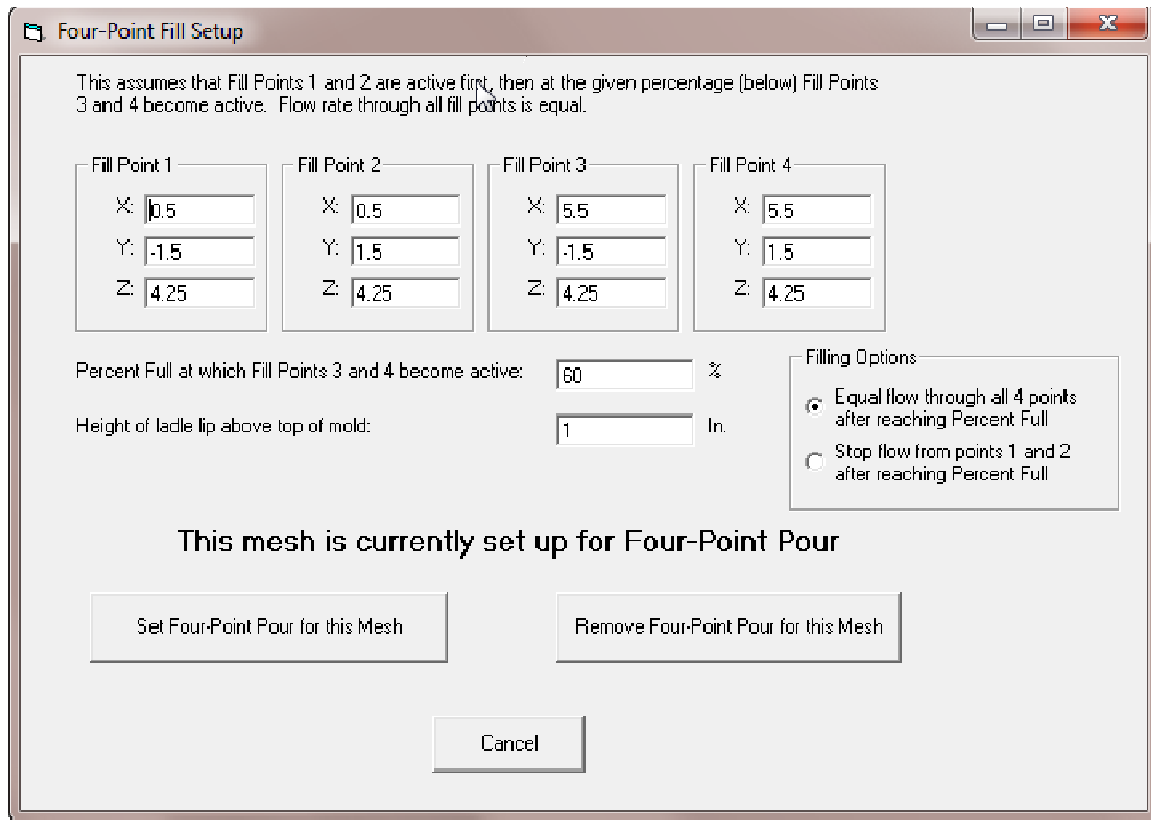 Four-Point Fill Setup
This assumes that Fill Points 1 and 2 are active first, then at the given percentage (below) Fill Points
3 and 4 become active. Flow rate through all fill points is equal.
Fill Point 1
X: 0.5
Y: -1.5
Z: 4.25
Fill Point 2
X: 0.5
Y: 1.5
Z: 4.25
Fill Point 3
X: 5.5
Y: -1.5
Z: 4.25
Fill Point 4
X: 5.5
Y: 1.5
Z: 4.25
Percent Full at which Fill Points 3 and 4 become active: 60 %
Height of ladle lip above top of mold: 1 In.
Filling Options
Equal flow through all 4 points
after reaching Percent Full
Stop flow from points 1 and 2
after reaching Percent Full
This mesh is currently set up for Four-Point Pour
Set Four-Point Pour for this Mesh
Remove Four-Point Pour for this Mesh
Cancel